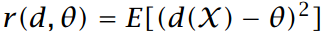 r(d, θ) = E[(d(X) − θ)²]